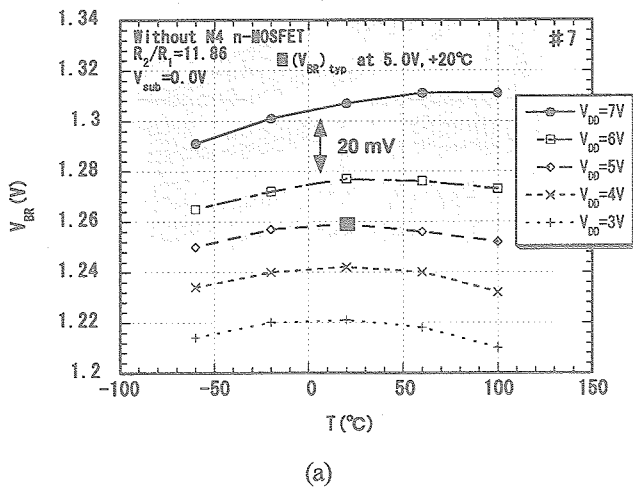 1.34
Without N4 n-MOSFET
#7
R2/R1=11.86
(VBR)typ at 5.0V,+20°C
Vsub=0.0V
1.32
VDD=7V
1.3
VDD=6V
20 mV
VDD=5V
1.28
VDD=4V
VBR(V)
1.26
VDD=3V
1.24
1.22
1.2
-100
-50
0
50
100
150
T(°C)
(a)